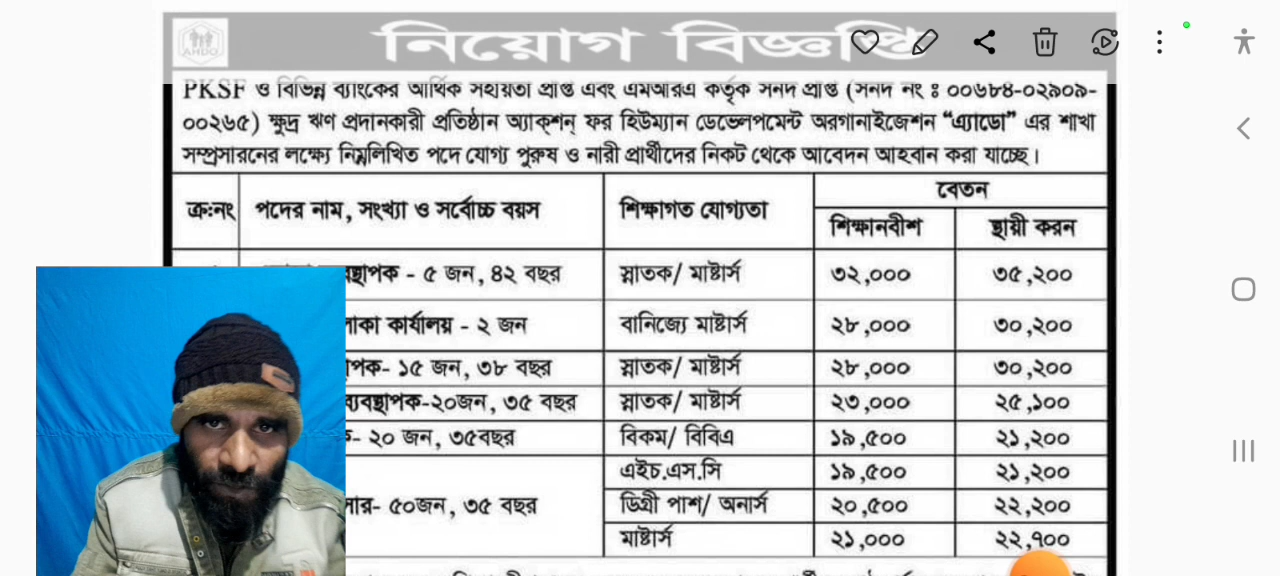 নিয়োগ বিজ্ঞপ্তি
AHDO
PKSF ও বিভিন্ন ব্যাংকের আর্থিক সহায়তা প্রাপ্ত এবং এমআরএ কর্তৃক সনদ প্রাপ্ত (সনদ নং ঃ ০০৬৮৪-০২৯০৯-
০০২৬৫) ক্ষুদ্র ঋণ প্রদানকারী প্রতিষ্ঠান অ্যাক্শন্ ফর হিউম্যান ডেভেলপমেন্ট অরগানাইজেশন “এ্যাডো” এর শাখা
সম্প্রসারনের লক্ষ্যে নিম্নলিখিত পদে যোগ্য পুরুষ ও নারী প্রার্থীদের নিকট থেকে আবেদন আহবান করা যাচ্ছে।
ক্র:নং পদের নাম, সংখ্যা ও সর্বোচ্চ বয়স শিক্ষাগত যোগ্যতা বেতন
শিক্ষানবীশ স্থায়ী করন
- ৫ জন, ৪২ বছর স্নাতক/ মাষ্টার্স ৩২,০০০ ৩৫,২০০
কার্যালয় - ২ জন বানিজ্যে মাষ্টার্স ২৮,০০০ ৩০,২০০
১৫ জন, ৩৮ বছর স্নাতক/ মাষ্টার্স ২৮,০০০ ৩০,২০০
ব্যবস্থাপক-২০জন, ৩৫ বছর স্নাতক/ মাষ্টার্স ২৩,০০০ ২৫,১০০
- ২০ জন, ৩৫বছর বিকম/ বিবিএ ১৯,৫০০ ২১,২০০
এইচ.এস.সি ১৯,৫০০ ২১,২০০
৫০জন, ৩৫ বছর ডিগ্রী পাশ/ অনার্স ২০,৫০০ ২২,২০০
মাষ্টার্স ২১,০০০ ২২,৭০০